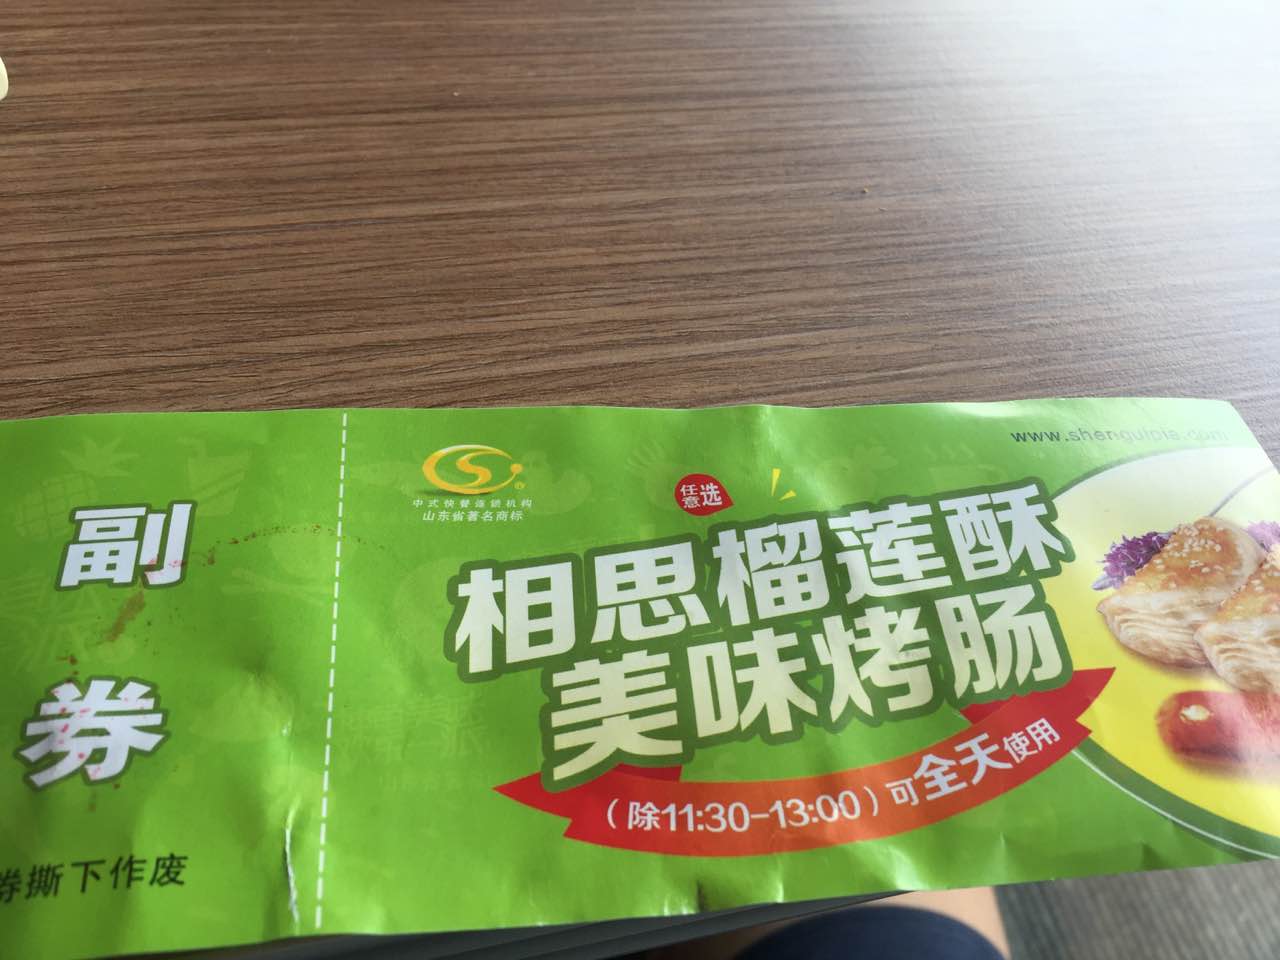 www.shenguipie.com
中式快餐连锁机构
山东省著名商标
任意选
相思榴莲酥
美味烤肠
(除11:30-13:00)可全天使用
副券
券撕下作废